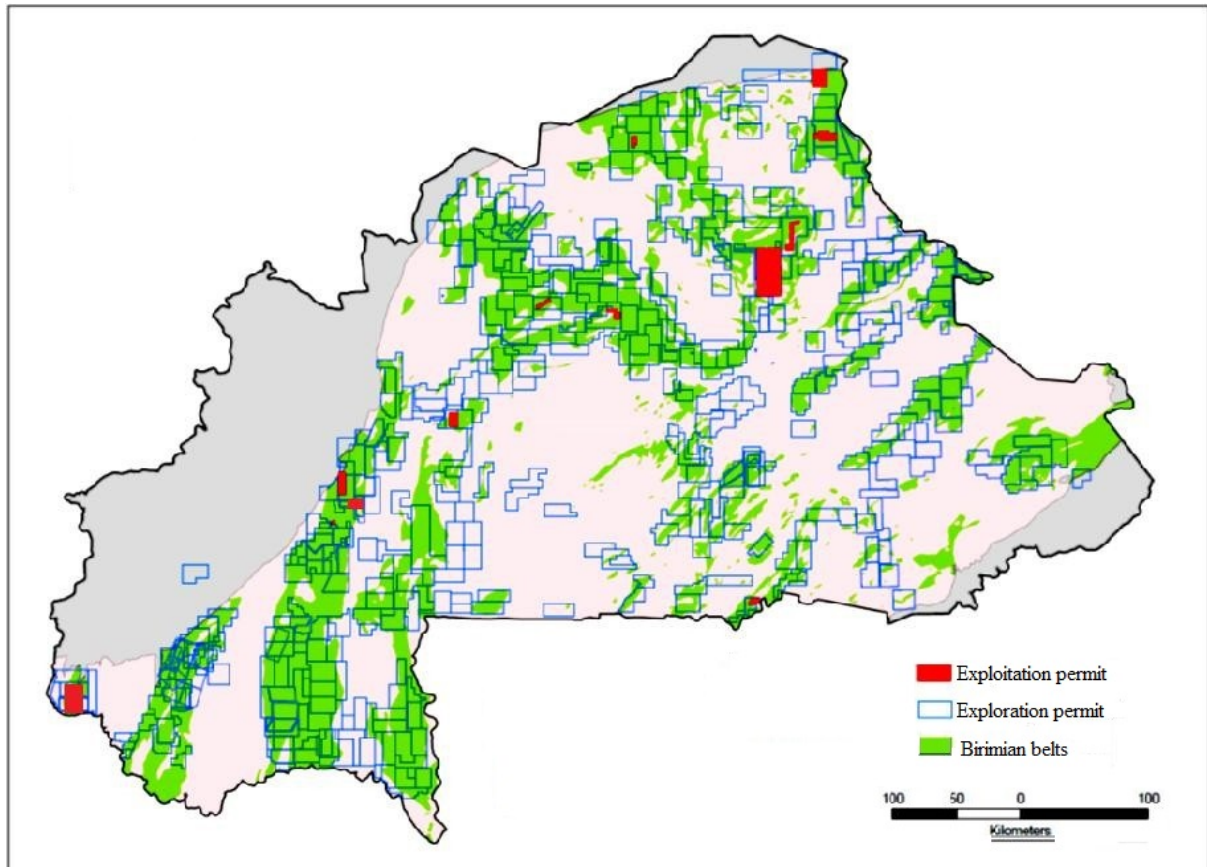 Exploitation permit
Exploration permit
Birimian belts
100 50 0 100
Kilometers